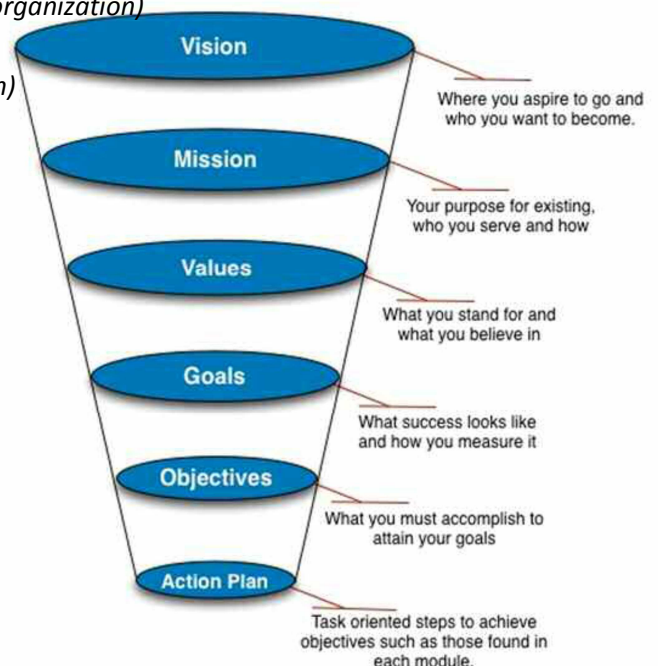 organization)
Vision
n)
Where you aspire to go and
who you want to become.
Mission
Your purpose for existing,
who you serve and how
Values
What you stand for and
what you believe in
Goals
What success looks like
and how you measure it
Objectives
What you must accomplish to
attain your goals
Action Plan
Task oriented steps to achieve
objectives such as those found in
each module.